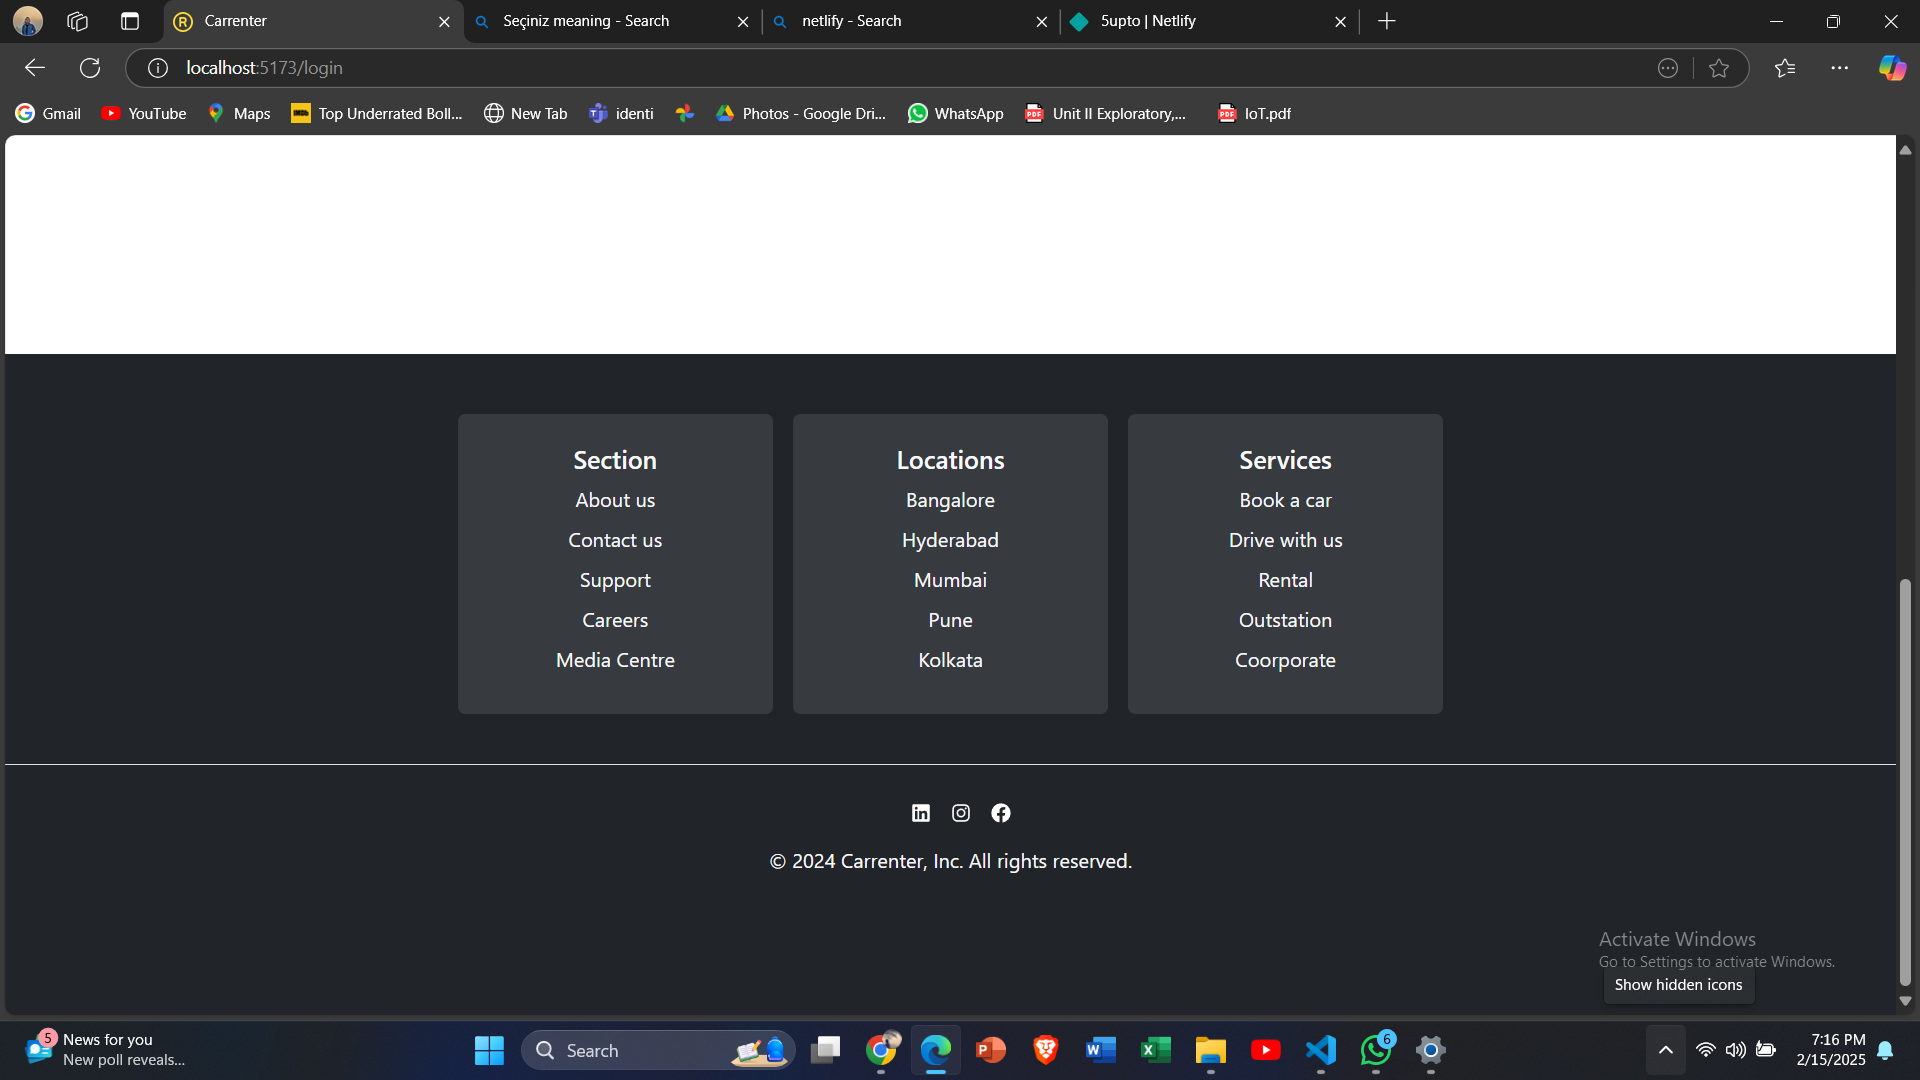 Carrenter
Seçiniz meaning - Search
netlify - Search
5upto | Netlify
localhost:5173/login
Gmail
YouTube
Maps
Top Underrated Boll...
New Tab
identi
Photos - Google Dri...
WhatsApp
Unit II Exploratory,...
IoT.pdf
Section
About us
Contact us
Support
Careers
Media Centre
Locations
Bangalore
Hyderabad
Mumbai
Pune
Kolkata
Services
Book a car
Drive with us
Rental
Outstation
Coorporate
© 2024 Carrenter, Inc. All rights reserved.
Activate Windows
Go to Settings to activate Windows.
Show hidden icons
5
News for you
New poll reveals...
Search
6
7:16 PM
2/15/2025